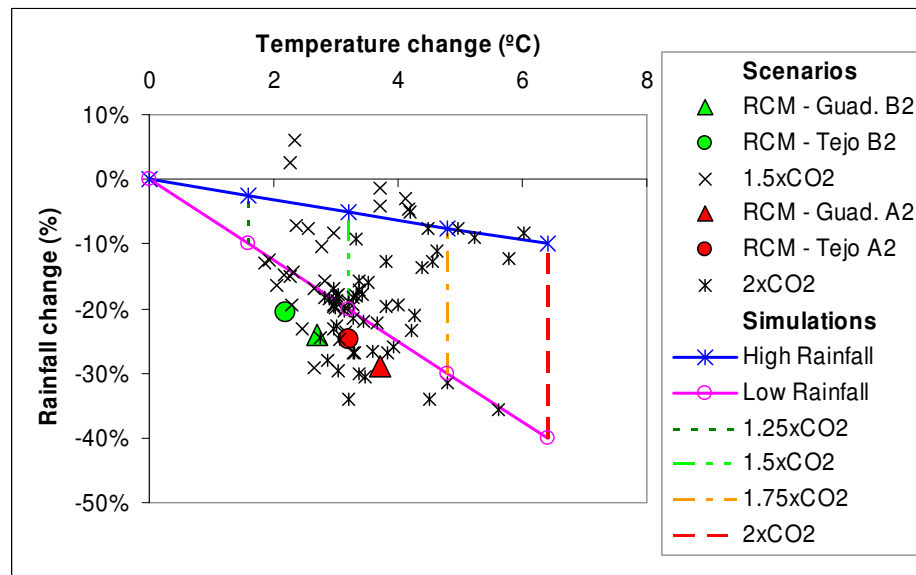 Temperature change (ºC)
0 2 4 6 8
10%
0%
-10%
-20%
-30%
-40%
-50%
Rainfall change (%)
Scenarios
RCM - Guad. B2
RCM - Tejo B2
1.5xCO2
RCM - Guad. A2
RCM - Tejo A2
2xCO2
Simulations
High Rainfall
Low Rainfall
1.25xCO2
1.5xCO2
1.75xCO2
2xCO2